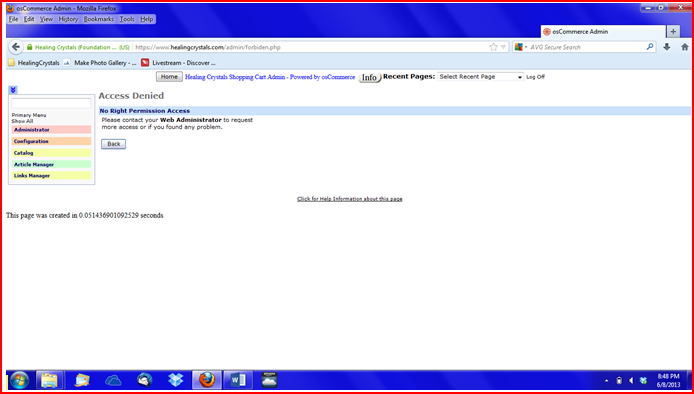 osCommerce Admin - Mozilla Firefox
File Edit View History Bookmarks Tools Help
osCommerce Admin
Healing Crystals (Foundation ... (US) https://www.healingcrystals.com/admin/forbiden.php
AVG Secure Search
HealingCrystals Make Photo Gallery - ... Livestream - Discover ...
Home Healing Crystals Shopping Cart Admin - Powered by osCommerce Info Recent Pages: Select Recent Page Log Off
Access Denied
No Right Permission Access
Please contact your Web Administrator to request
more access or if you found any problem.
Back
Primary Menu
Show All
Administrator
Configuration
Catalog
Article Manager
Links Manager
Click for Help Information about this page
This page was created in 0.051436901092529 seconds
8:48 PM
6/8/2013